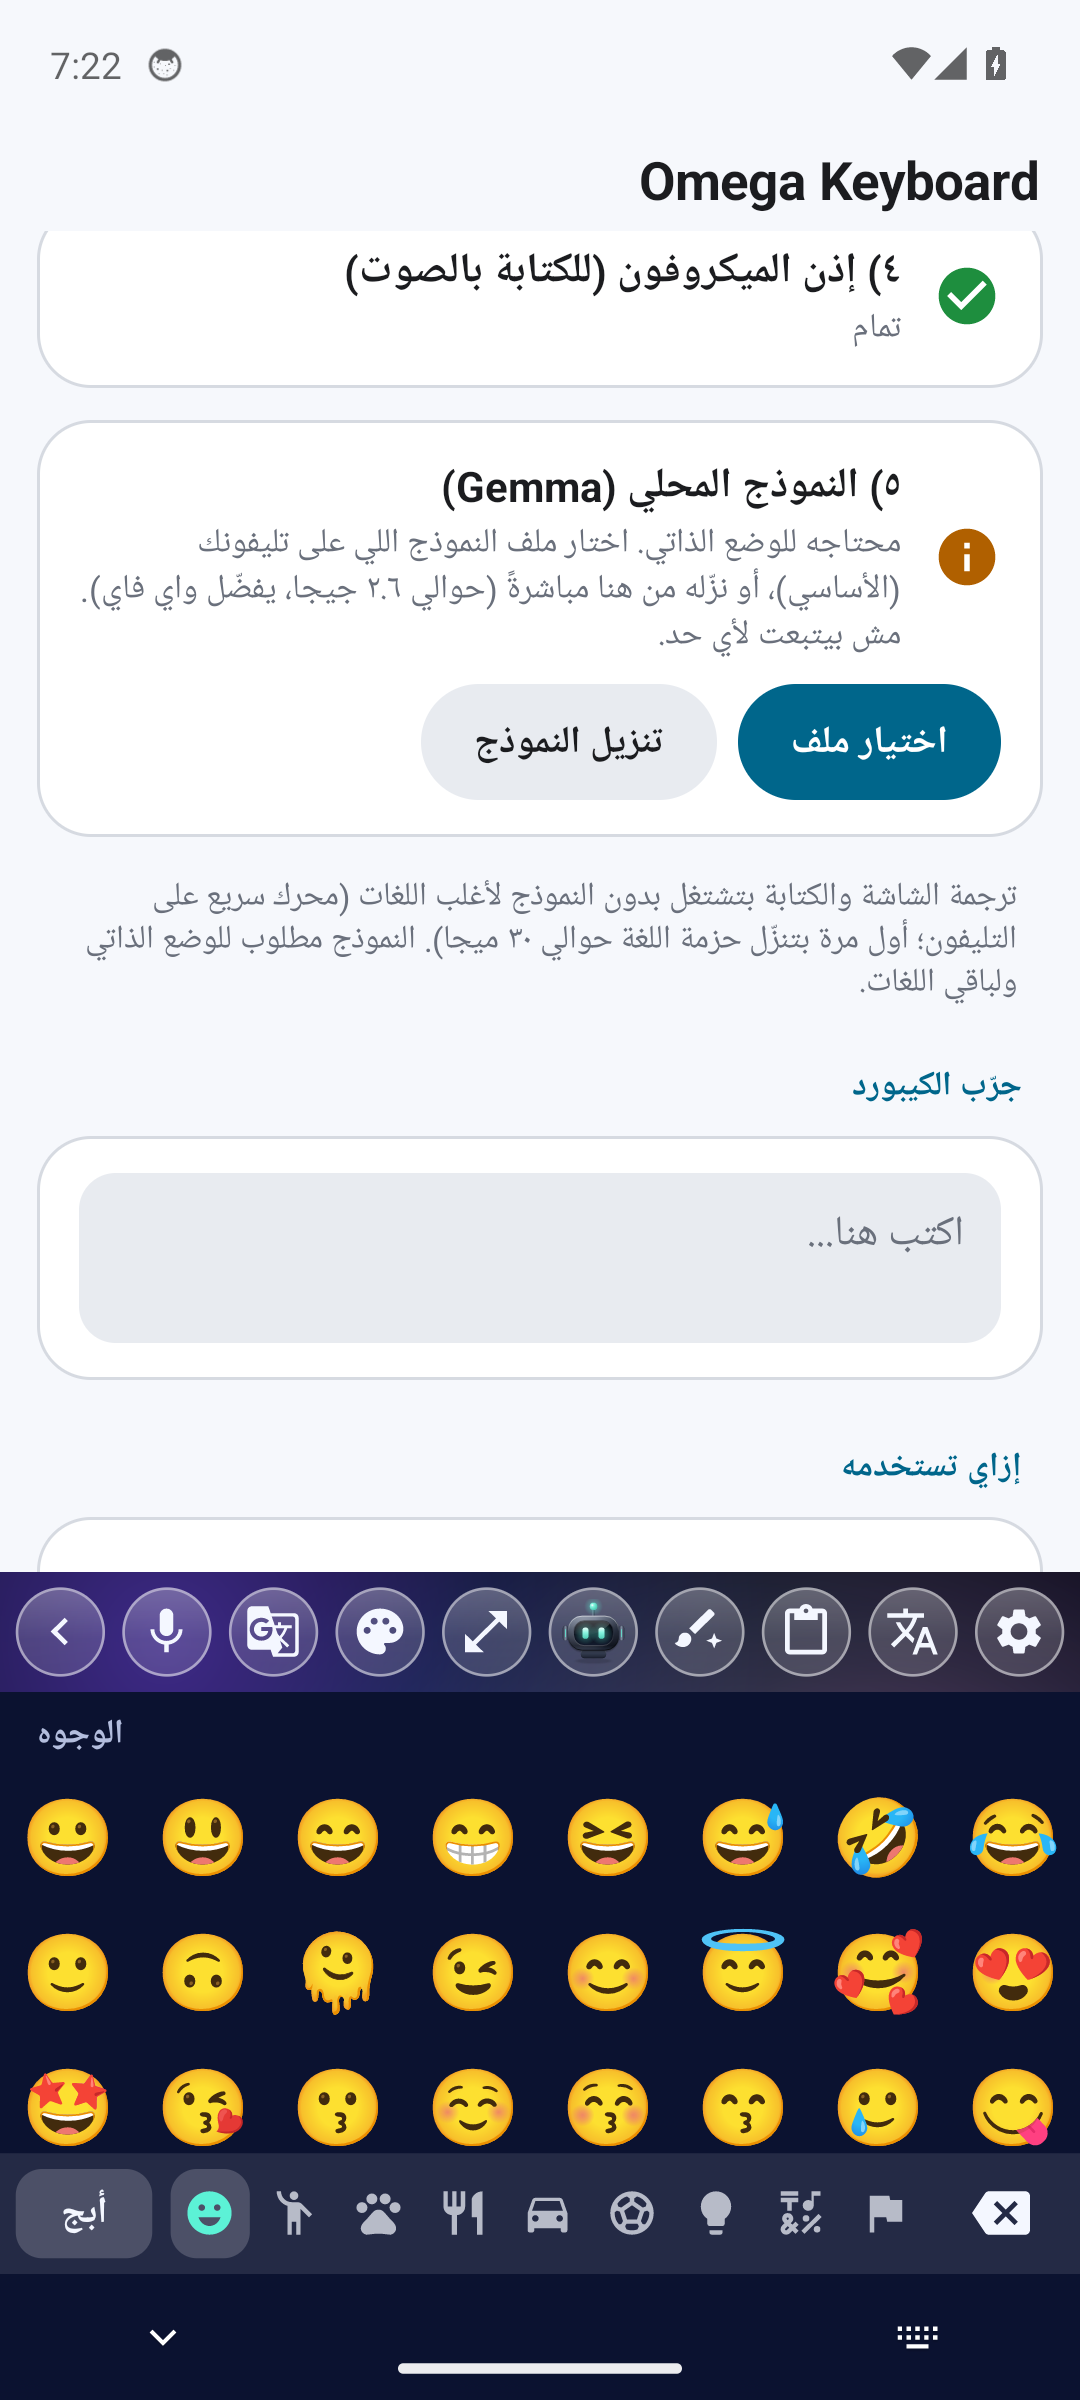 7:22
Omega Keyboard
٤) إذن الميكروفون (للكتابة بالصوت)
تمام
٥) النموذج المحلي (Gemma)
محتاجه للوضع الذاتي. اختار ملف النموذج اللي على تليفونك
(الأساسي)، أو نزّله من هنا مباشرةً (حوالي ٢.٦ جيجا، يفضّل واي فاي).
مش بيتبعت لأي حد.
اختيار ملف
تنزيل النموذج
ترجمة الشاشة والكتابة بتشتغل بدون النموذج لأغلب اللغات (محرك سريع على
التليفون؛ أول مرة بتنزّل حزمة اللغة حوالي ٣٠ ميجا). النموذج مطلوب للوضع الذاتي
ولباقي اللغات.
جرّب الكيبورد
اكتب هنا...
إزاي تستخدمه
الوجوه
أبج